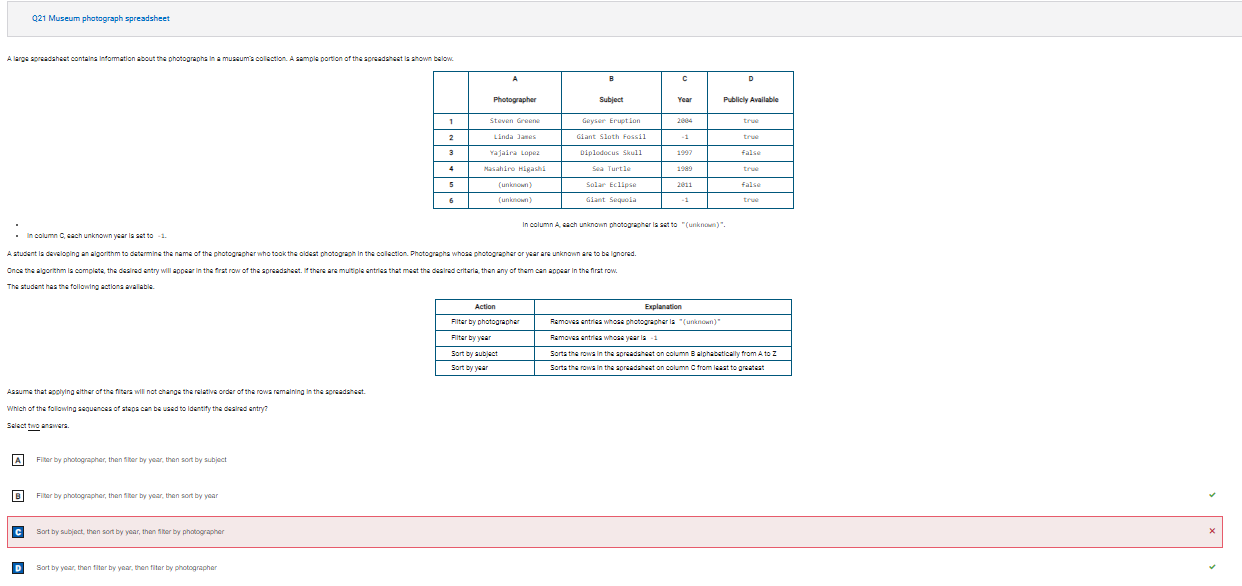 Q21 Museum photograph spreadsheet
A large spreadsheet contains information about the photographs in a museum's collection. A sample portion of the spreadsheet is shown below.
A B C D
Photographer Subject Year Publicly Available
1 Steven Greene Geyser Eruption 2004 true
2 Linda James Giant Sloth Fossil -1 true
3 Yajaira Lopez Diplodocus Skull 1997 false
4 Masahiro Higashi Sea Turtle 1989 true
5 (unknown) Solar Eclipse 2011 false
6 (unknown) Giant Sequoia -1 true
• In column A, each unknown photographer is set to "(unknown)".
• In column C, each unknown year is set to -1.
A student is developing an algorithm to determine the name of the photographer who took the oldest photograph in the collection. Photographs whose photographer or year are unknown are to be ignored.
Once the algorithm is complete, the desired entry will appear in the first row of the spreadsheet. If there are multiple entries that meet the desired criteria, then any of them can appear in the first row.
The student has the following actions available.
Action Explanation
Filter by photographer Removes entries whose photographer is "(unknown)"
Filter by year Removes entries whose year is -1
Sort by subject Sorts the rows in the spreadsheet on column B alphabetically from A to Z
Sort by year Sorts the rows in the spreadsheet on column C from least to greatest
Assume that applying either of the filters will not change the relative order of the rows remaining in the spreadsheet.
Which of the following sequences of steps can be used to identify the desired entry?
Select two answers.
A Filter by photographer, then filter by year, then sort by subject
B Filter by photographer, then filter by year, then sort by year
C Sort by subject, then sort by year, then filter by photographer
D Sort by year, then filter by year, then filter by photographer